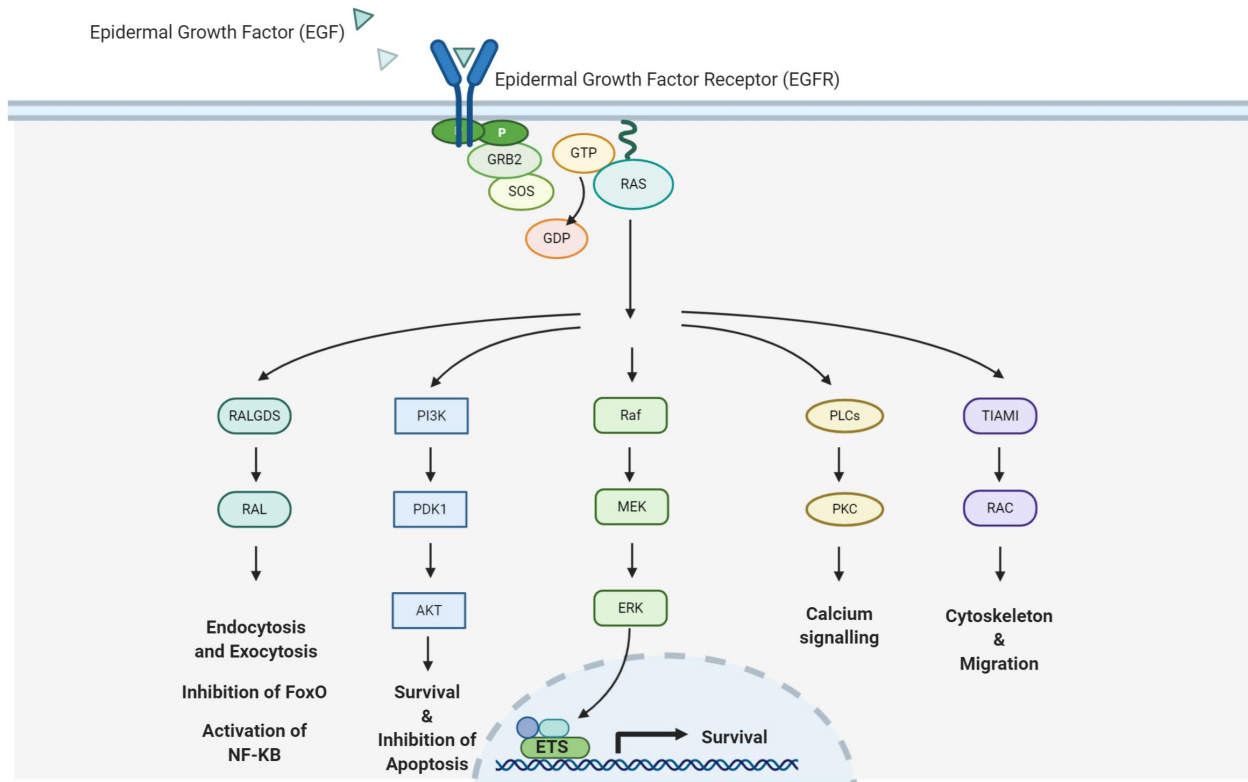 Epidermal Growth Factor (EGF)
Epidermal Growth Factor Receptor (EGFR)
P
GRB2
SOS
GTP
RAS
GDP
RALGDS
PI3K
Raf
PLCs
TIAMI
RAL
PDK1
MEK
PKC
RAC
AKT
ERK
Endocytosis
and Exocytosis
Inhibition of FoxO
Activation of
NF-KB
Survival
&
Inhibition of
Apoptosis
Calcium
signalling
Cytoskeleton
&
Migration
ETS
Survival